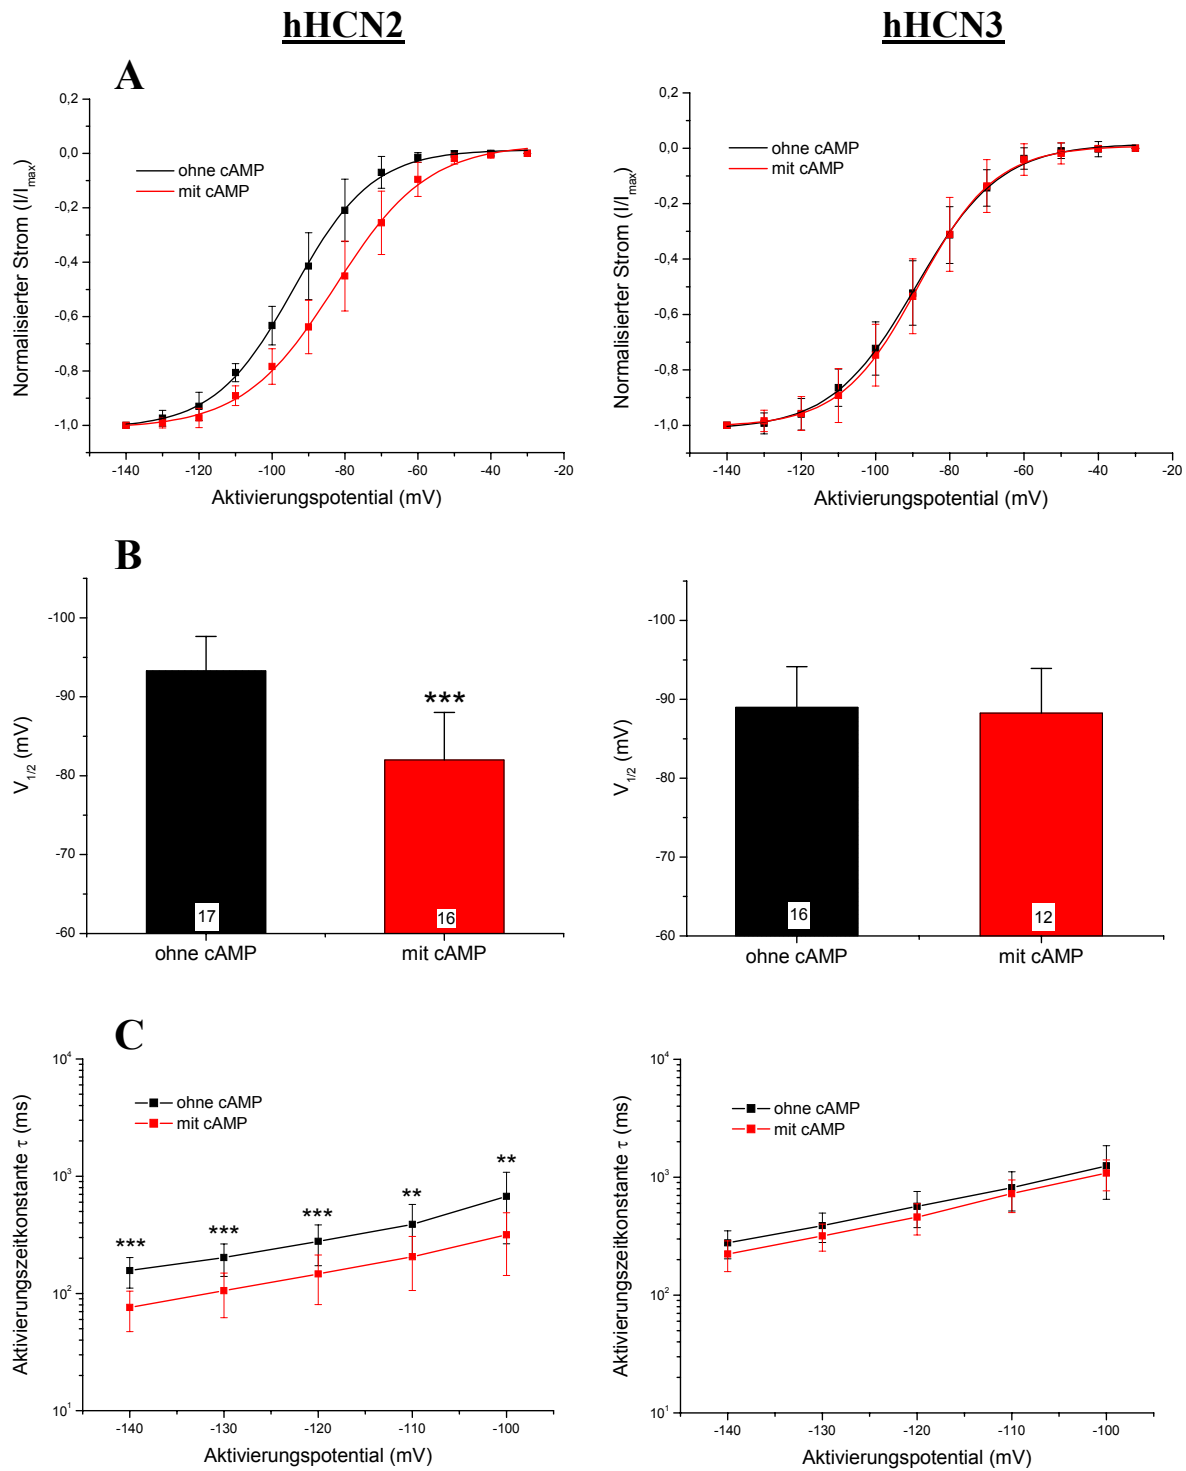 hHCN2
hHCN3
A
0,2
0,0
-0,2
-0,4
-0,6
-0,8
-1,0
Normalisierter Strom (I/Imax)
ohne cAMP
mit cAMP
-140
-120
-100
-80
-60
-40
-20
Aktivierungspotential (mV)
0,2
0,0
-0,2
-0,4
-0,6
-0,8
-1,0
Normalisierter Strom (I/Imax)
ohne cAMP
mit cAMP
-140
-120
-100
-80
-60
-40
-20
Aktivierungspotential (mV)
B
-100
-90
-80
-70
-60
V1/2 (mV)
***
17
16
ohne cAMP
mit cAMP
-100
-90
-80
-70
-60
V1/2 (mV)
16
12
ohne cAMP
mit cAMP
C
10^4
10^3
10^2
10^1
Aktivierungszeitkonstante τ (ms)
ohne cAMP
mit cAMP
***
***
***
**
**
-140
-130
-120
-110
-100
Aktivierungspotential (mV)
10^4
10^3
10^2
10^1
Aktivierungszeitkonstante τ (ms)
ohne cAMP
mit cAMP
-140
-130
-120
-110
-100
Aktivierungspotential (mV)